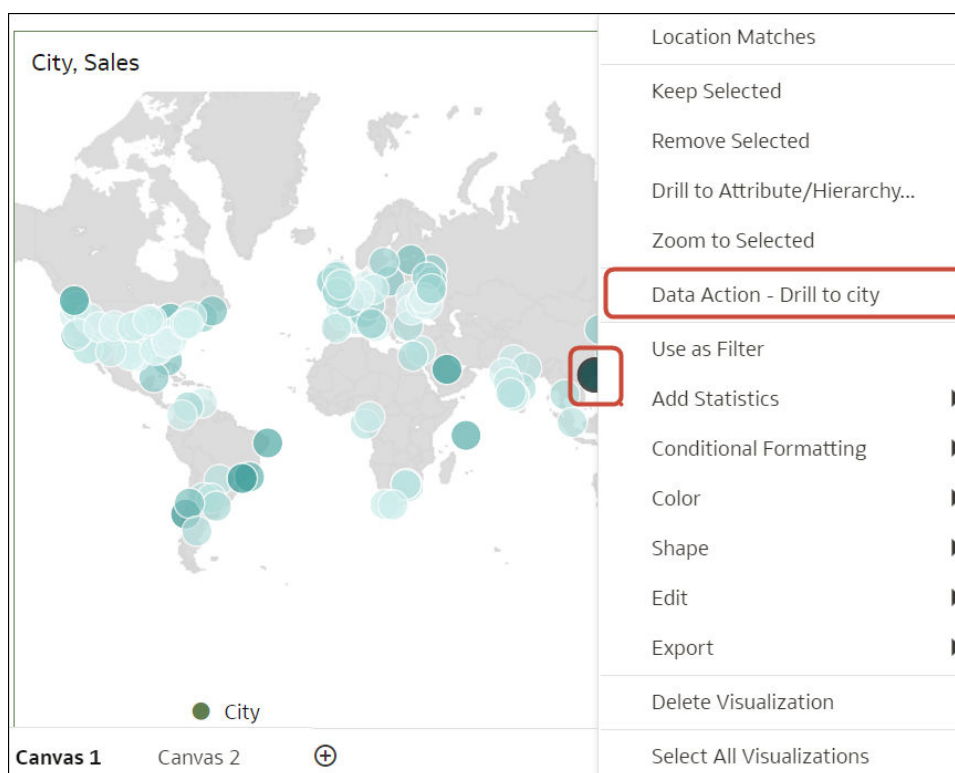 City, Sales
City
Canvas 1
Canvas 2
Location Matches
Keep Selected
Remove Selected
Drill to Attribute/Hierarchy...
Zoom to Selected
Data Action - Drill to city
Use as Filter
Add Statistics
Conditional Formatting
Color
Shape
Edit
Export
Delete Visualization
Select All Visualizations